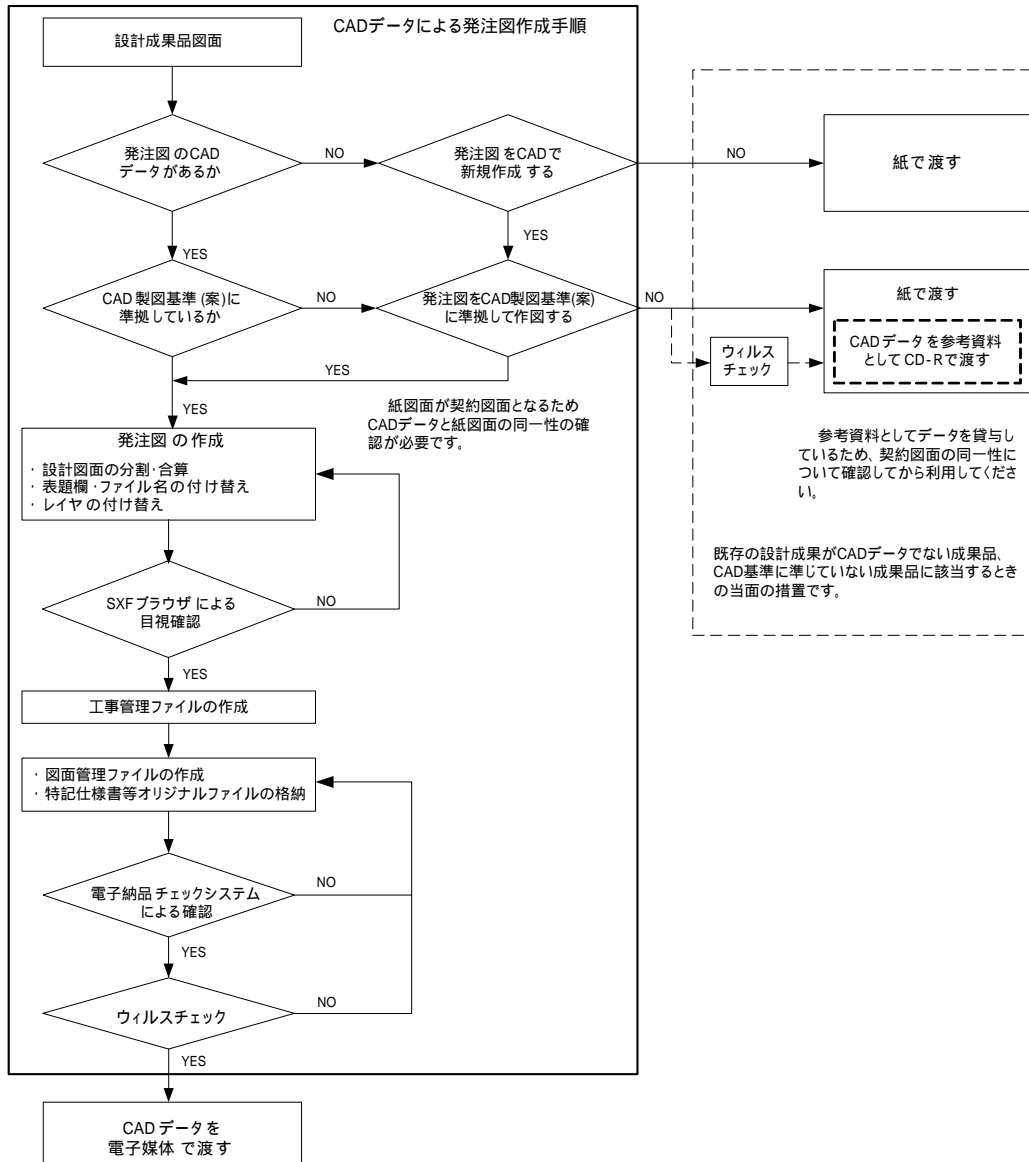 CADデータによる発注図作成手順
設計成果品図面
発注図のCAD
データがあるか
NO
発注図をCADで
新規作成する
NO
紙で渡す
YES
YES
CAD製図基準(案)に
準拠しているか
NO
発注図をCAD製図基準(案)
に準拠して作図する
NO
紙で渡す
CADデータを参考資料
としてCD-Rで渡す
ウィルス
チェック
YES
YES
紙図面が契約図面となるため
CADデータと紙図面の同一性の確
認が必要です。
参考資料としてデータを貸与し
ているため、契約図面の同一性に
ついて確認してから利用してくださ
い。
発注図の作成
・設計図面の分割・合算
・表題欄・ファイル名の付け替え
・レイヤの付け替え
既存の設計成果がCADデータでない成果品、
CAD基準に準じていない成果品に該当するとき
の当面の措置です。
SXFブラウザによる
目視確認
NO
YES
工事管理ファイルの作成
・図面管理ファイルの作成
・特記仕様書等オリジナルファイルの格納
電子納品チェックシステム
による確認
NO
YES
ウィルスチェック
NO
YES
CADデータを
電子媒体で渡す